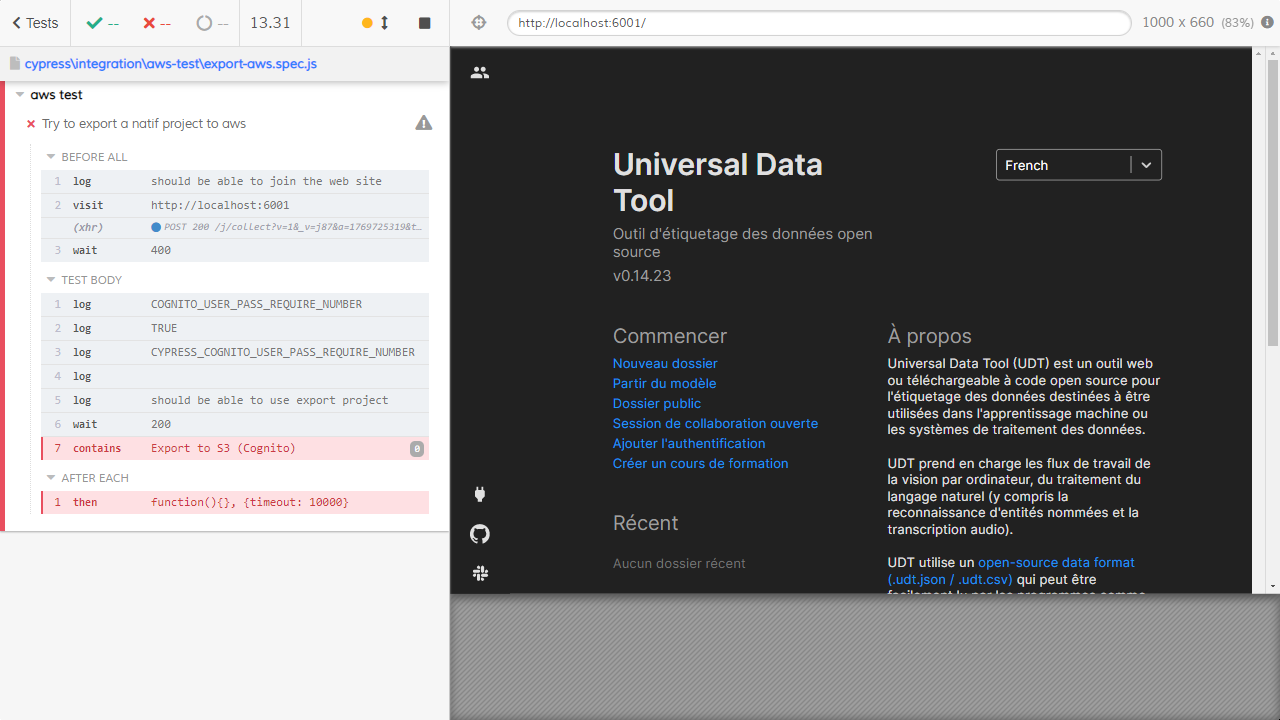 Tests
--
--
--
13.31
http://localhost:6001/
1000 x 660 (83%)
cypress\integration\aws-test\export-aws.spec.js
aws test
Try to export a natif project to aws
BEFORE ALL
1 log should be able to join the web site
2 visit http://localhost:6001
(xhr) POST 200 /j/collect?v=1&_v=j87&a=1769725319&t…
3 wait 400
TEST BODY
1 log COGNITO_USER_PASS_REQUIRE_NUMBER
2 log TRUE
3 log CYPRESS_COGNITO_USER_PASS_REQUIRE_NUMBER
4 log
5 log should be able to use export project
6 wait 200
7 contains Export to S3 (Cognito) 0
AFTER EACH
1 then function(){}, {timeout: 10000}
Universal Data
Tool
Outil d'étiquetage des données open
source
v0.14.23
French
Commencer
Nouveau dossier
Partir du modèle
Dossier public
Session de collaboration ouverte
Ajouter l'authentification
Créer un cours de formation
Récent
Aucun dossier récent
À propos
Universal Data Tool (UDT) est un outil web
ou téléchargeable à code open source pour
l'étiquetage des données destinées à être
utilisées dans l'apprentissage machine ou
les systèmes de traitement des données.
UDT prend en charge les flux de travail de
la vision par ordinateur, du traitement du
langage naturel (y compris la
reconnaissance d'entités nommées et la
transcription audio).
UDT utilise un open-source data format
(.udt.json / .udt.csv) qui peut être
facilement lu par les programmes comme